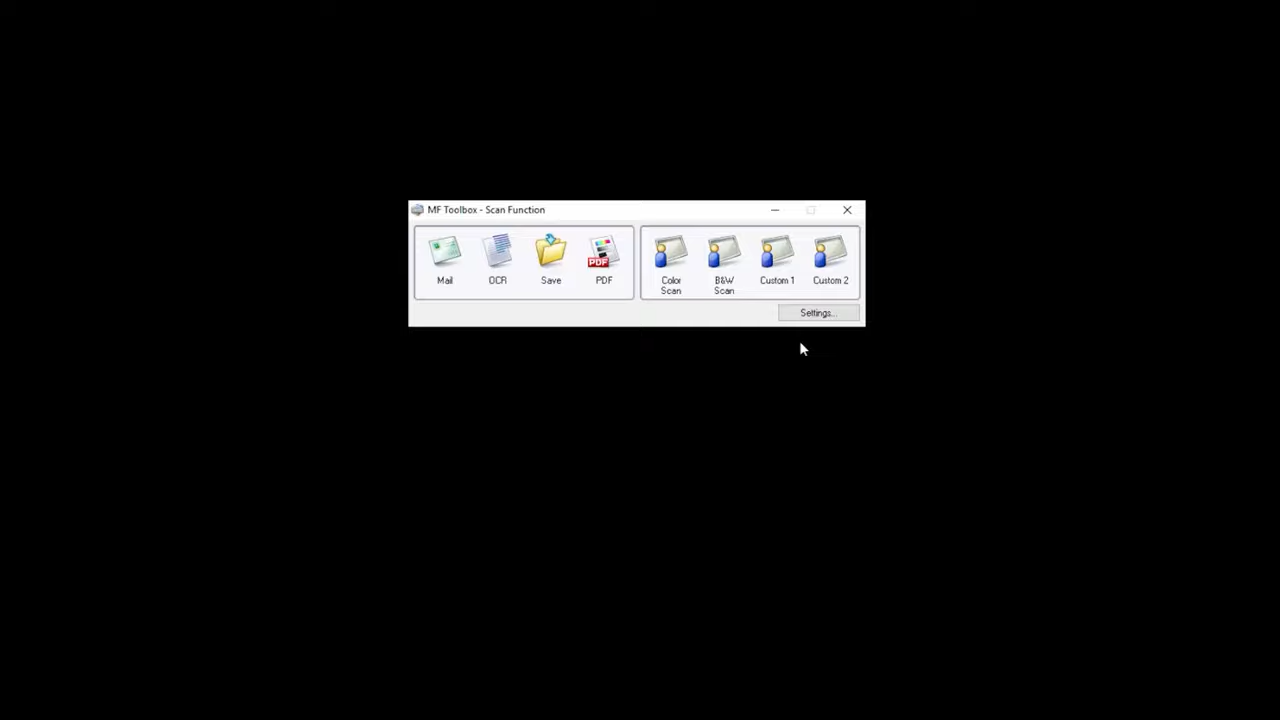 MF Toolbox - Scan Function
Mail OCR Save PDF Color Scan B&W Scan Custom 1 Custom 2
PDF
Settings...